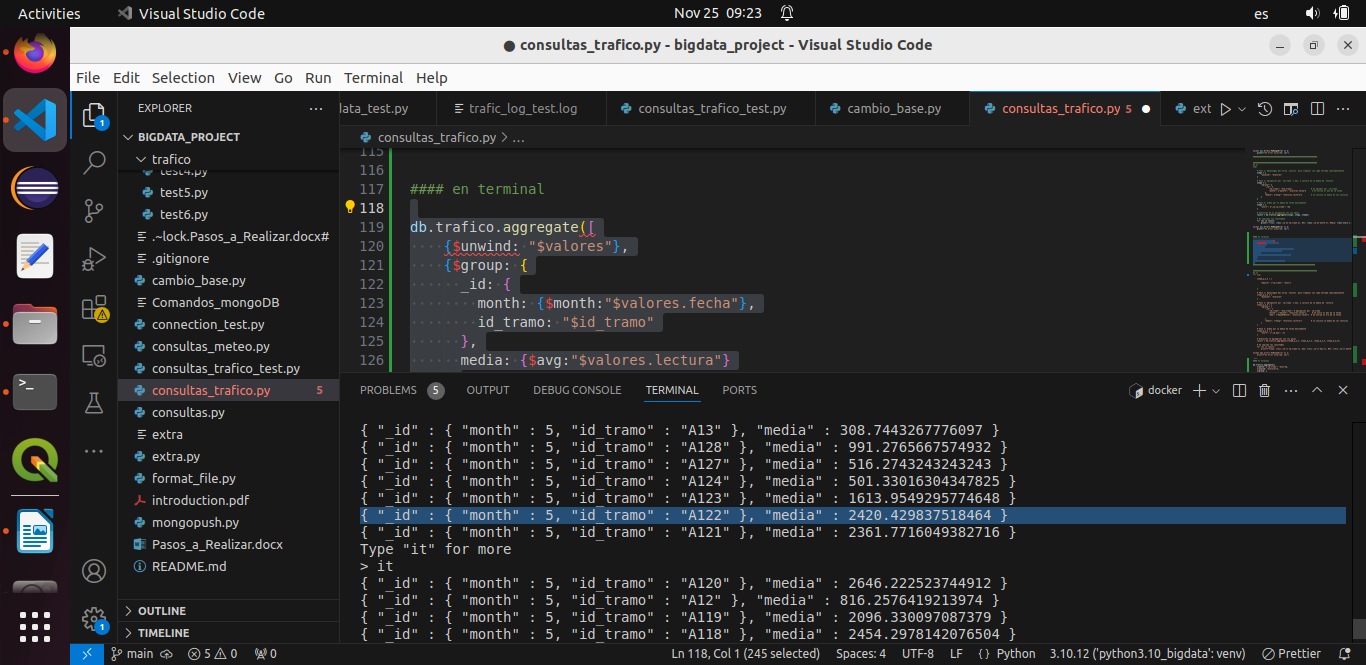 Activities
Visual Studio Code
Nov 25 09:23
es
● consultas_trafico.py - bigdata_project - Visual Studio Code
File Edit Selection View Go Run Terminal Help
EXPLORER
data_test.py
trafic_log_test.log
consultas_trafico_test.py
cambio_base.py
consultas_trafico.py 5
ext
BIGDATA_PROJECT
trafico
test4.py
test5.py
test6.py
.~lock.Pasos_a_Realizar.docx#
.gitignore
cambio_base.py
Comandos_mongoDB
connection_test.py
consultas_meteo.py
consultas_trafico_test.py
consultas_trafico.py 5
consultas.py
extra
extra.py
format_file.py
introduction.pdf
mongopush.py
Pasos_a_Realizar.docx
README.md
OUTLINE
TIMELINE
consultas_trafico.py > ...
115
116
117 #### en terminal
118
119 db.trafico.aggregate([
120 {$unwind: "$valores"},
121 {$group: {
122 _id: {
123 month: {$month:"$valores.fecha"},
124 id_tramo: "$id_tramo"
125 },
126 media: {$avg:"$valores.lectura"}
PROBLEMS 5 OUTPUT DEBUG CONSOLE TERMINAL PORTS
docker
{ "_id" : { "month" : 5, "id_tramo" : "A13" }, "media" : 308.7443267776097 }
{ "_id" : { "month" : 5, "id_tramo" : "A128" }, "media" : 991.2765667574932 }
{ "_id" : { "month" : 5, "id_tramo" : "A127" }, "media" : 516.2743243243243 }
{ "_id" : { "month" : 5, "id_tramo" : "A124" }, "media" : 501.33016304347825 }
{ "_id" : { "month" : 5, "id_tramo" : "A123" }, "media" : 1613.9549295774648 }
{ "_id" : { "month" : 5, "id_tramo" : "A122" }, "media" : 2420.429837518464 }
{ "_id" : { "month" : 5, "id_tramo" : "A121" }, "media" : 2361.7716049382716 }
Type "it" for more
> it
{ "_id" : { "month" : 5, "id_tramo" : "A120" }, "media" : 2646.222523744912 }
{ "_id" : { "month" : 5, "id_tramo" : "A12" }, "media" : 816.2576419213974 }
{ "_id" : { "month" : 5, "id_tramo" : "A119" }, "media" : 2096.330097087379 }
{ "_id" : { "month" : 5, "id_tramo" : "A118" }, "media" : 2454.2978142076504 }
main
5 0
0
Ln 118, Col 1 (245 selected)
Spaces: 4
UTF-8
LF
{ } Python
3.10.12 ('python3.10_bigdata': venv)
Prettier